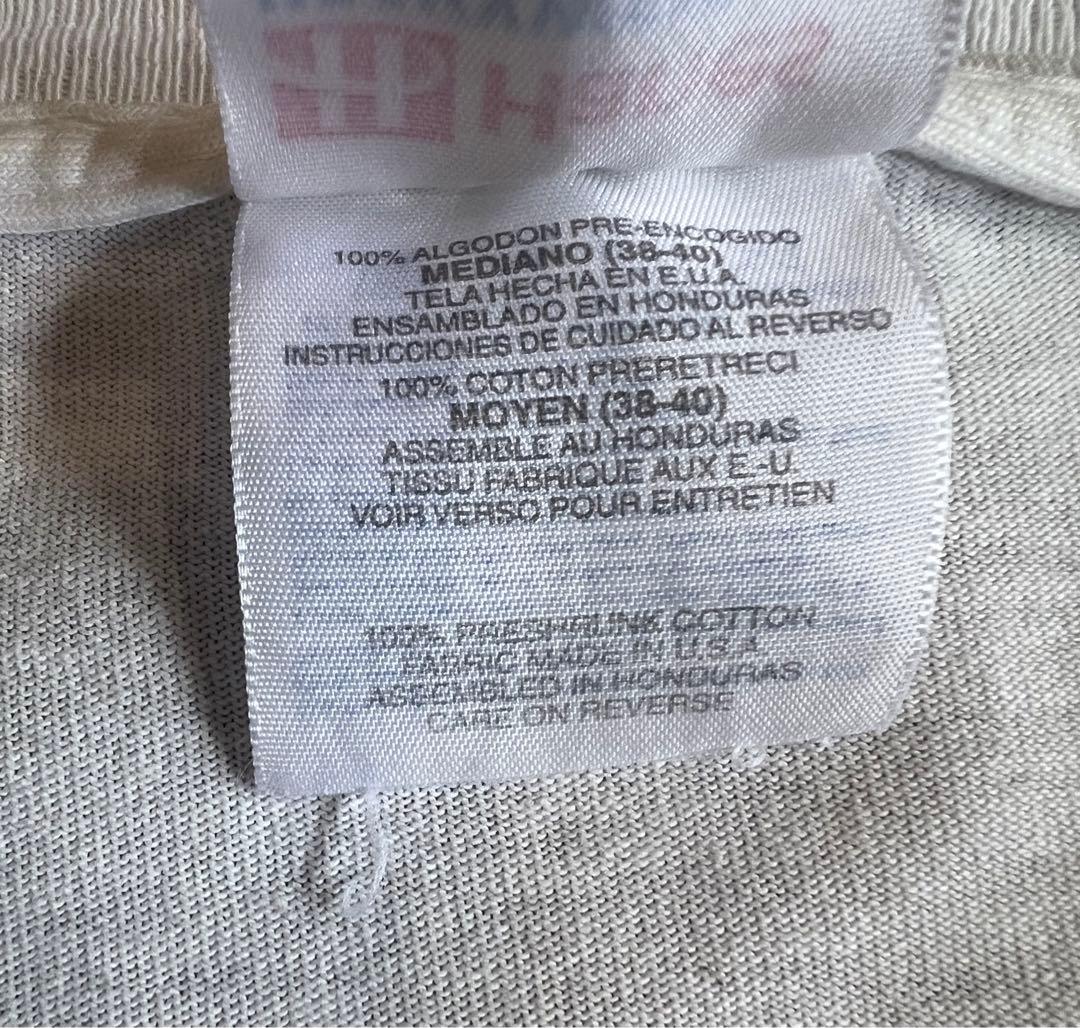 100% ALGODON PRE-ENCOGIDO
MEDIANO (38-40)
TELA HECHA EN E.U.A.
ENSAMBLADO EN HONDURAS
INSTRUCCIONES DE CUIDADO AL REVERSO
100% COTON PRERETRECI
MOYEN (38-40)
ASSEMBLE AU HONDURAS
TISSU FABRIQUE AUX E.-U.
VOIR VERSO POUR ENTRETIEN
100% PRESHRUNK COTTON
FABRIC MADE IN U.S.A.
ASSEMBLED IN HONDURAS
CARE ON REVERSE